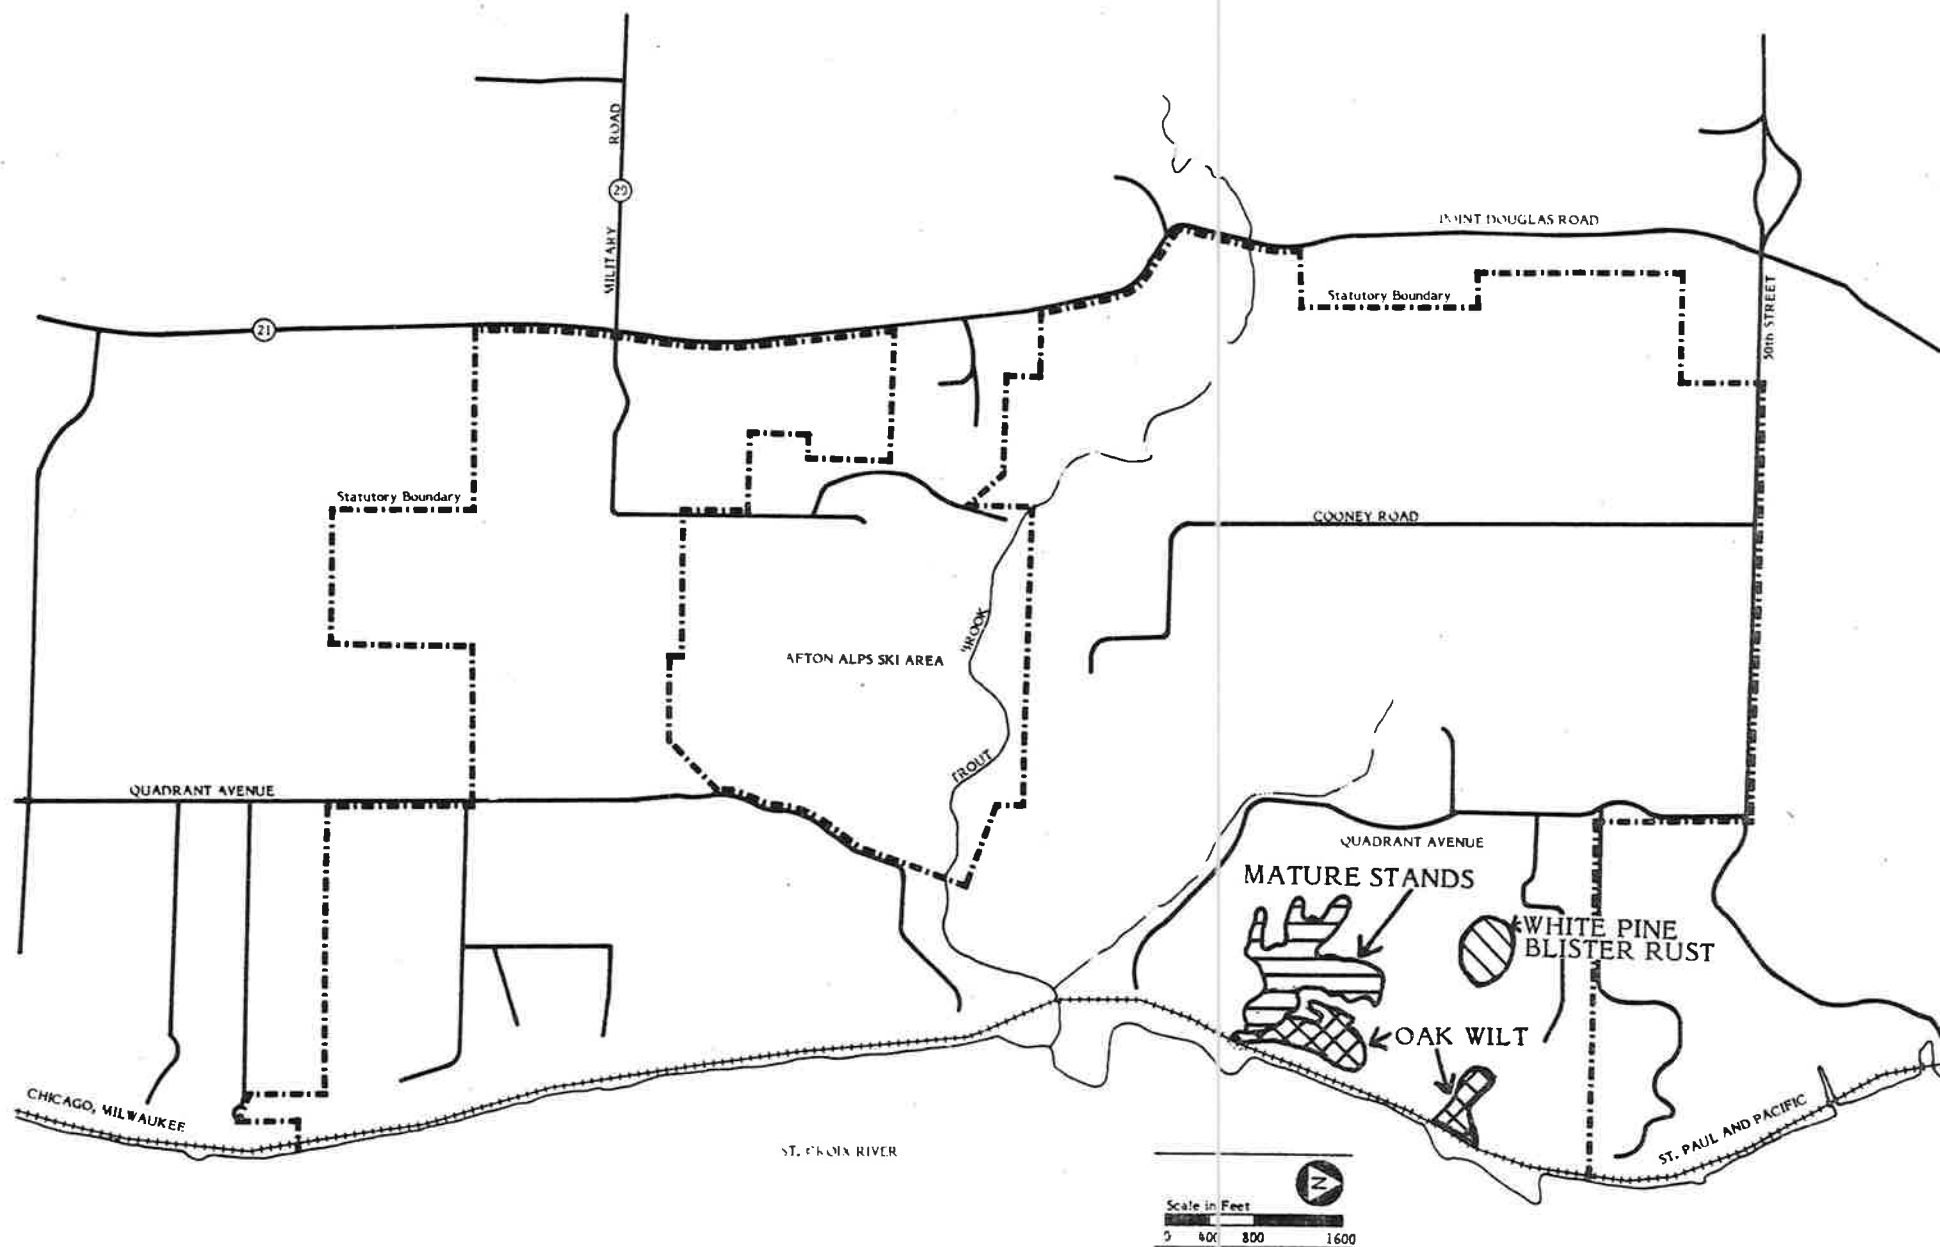 MILITARY ROAD
20
POINT DOUGLAS ROAD
50th STREET
Statutory Boundary
21
Statutory Boundary
COONEY ROAD
AFTON ALPS SKI AREA
TROUT BROOK
QUADRANT AVENUE
QUADRANT AVENUE
MATURE STANDS
*WHITE PINE
BLISTER RUST
OAK WILT
CHICAGO, MILWAUKEE
ST. PAUL AND PACIFIC
ST. CROIX RIVER
N
Scale in Feet
0 400 800 1600